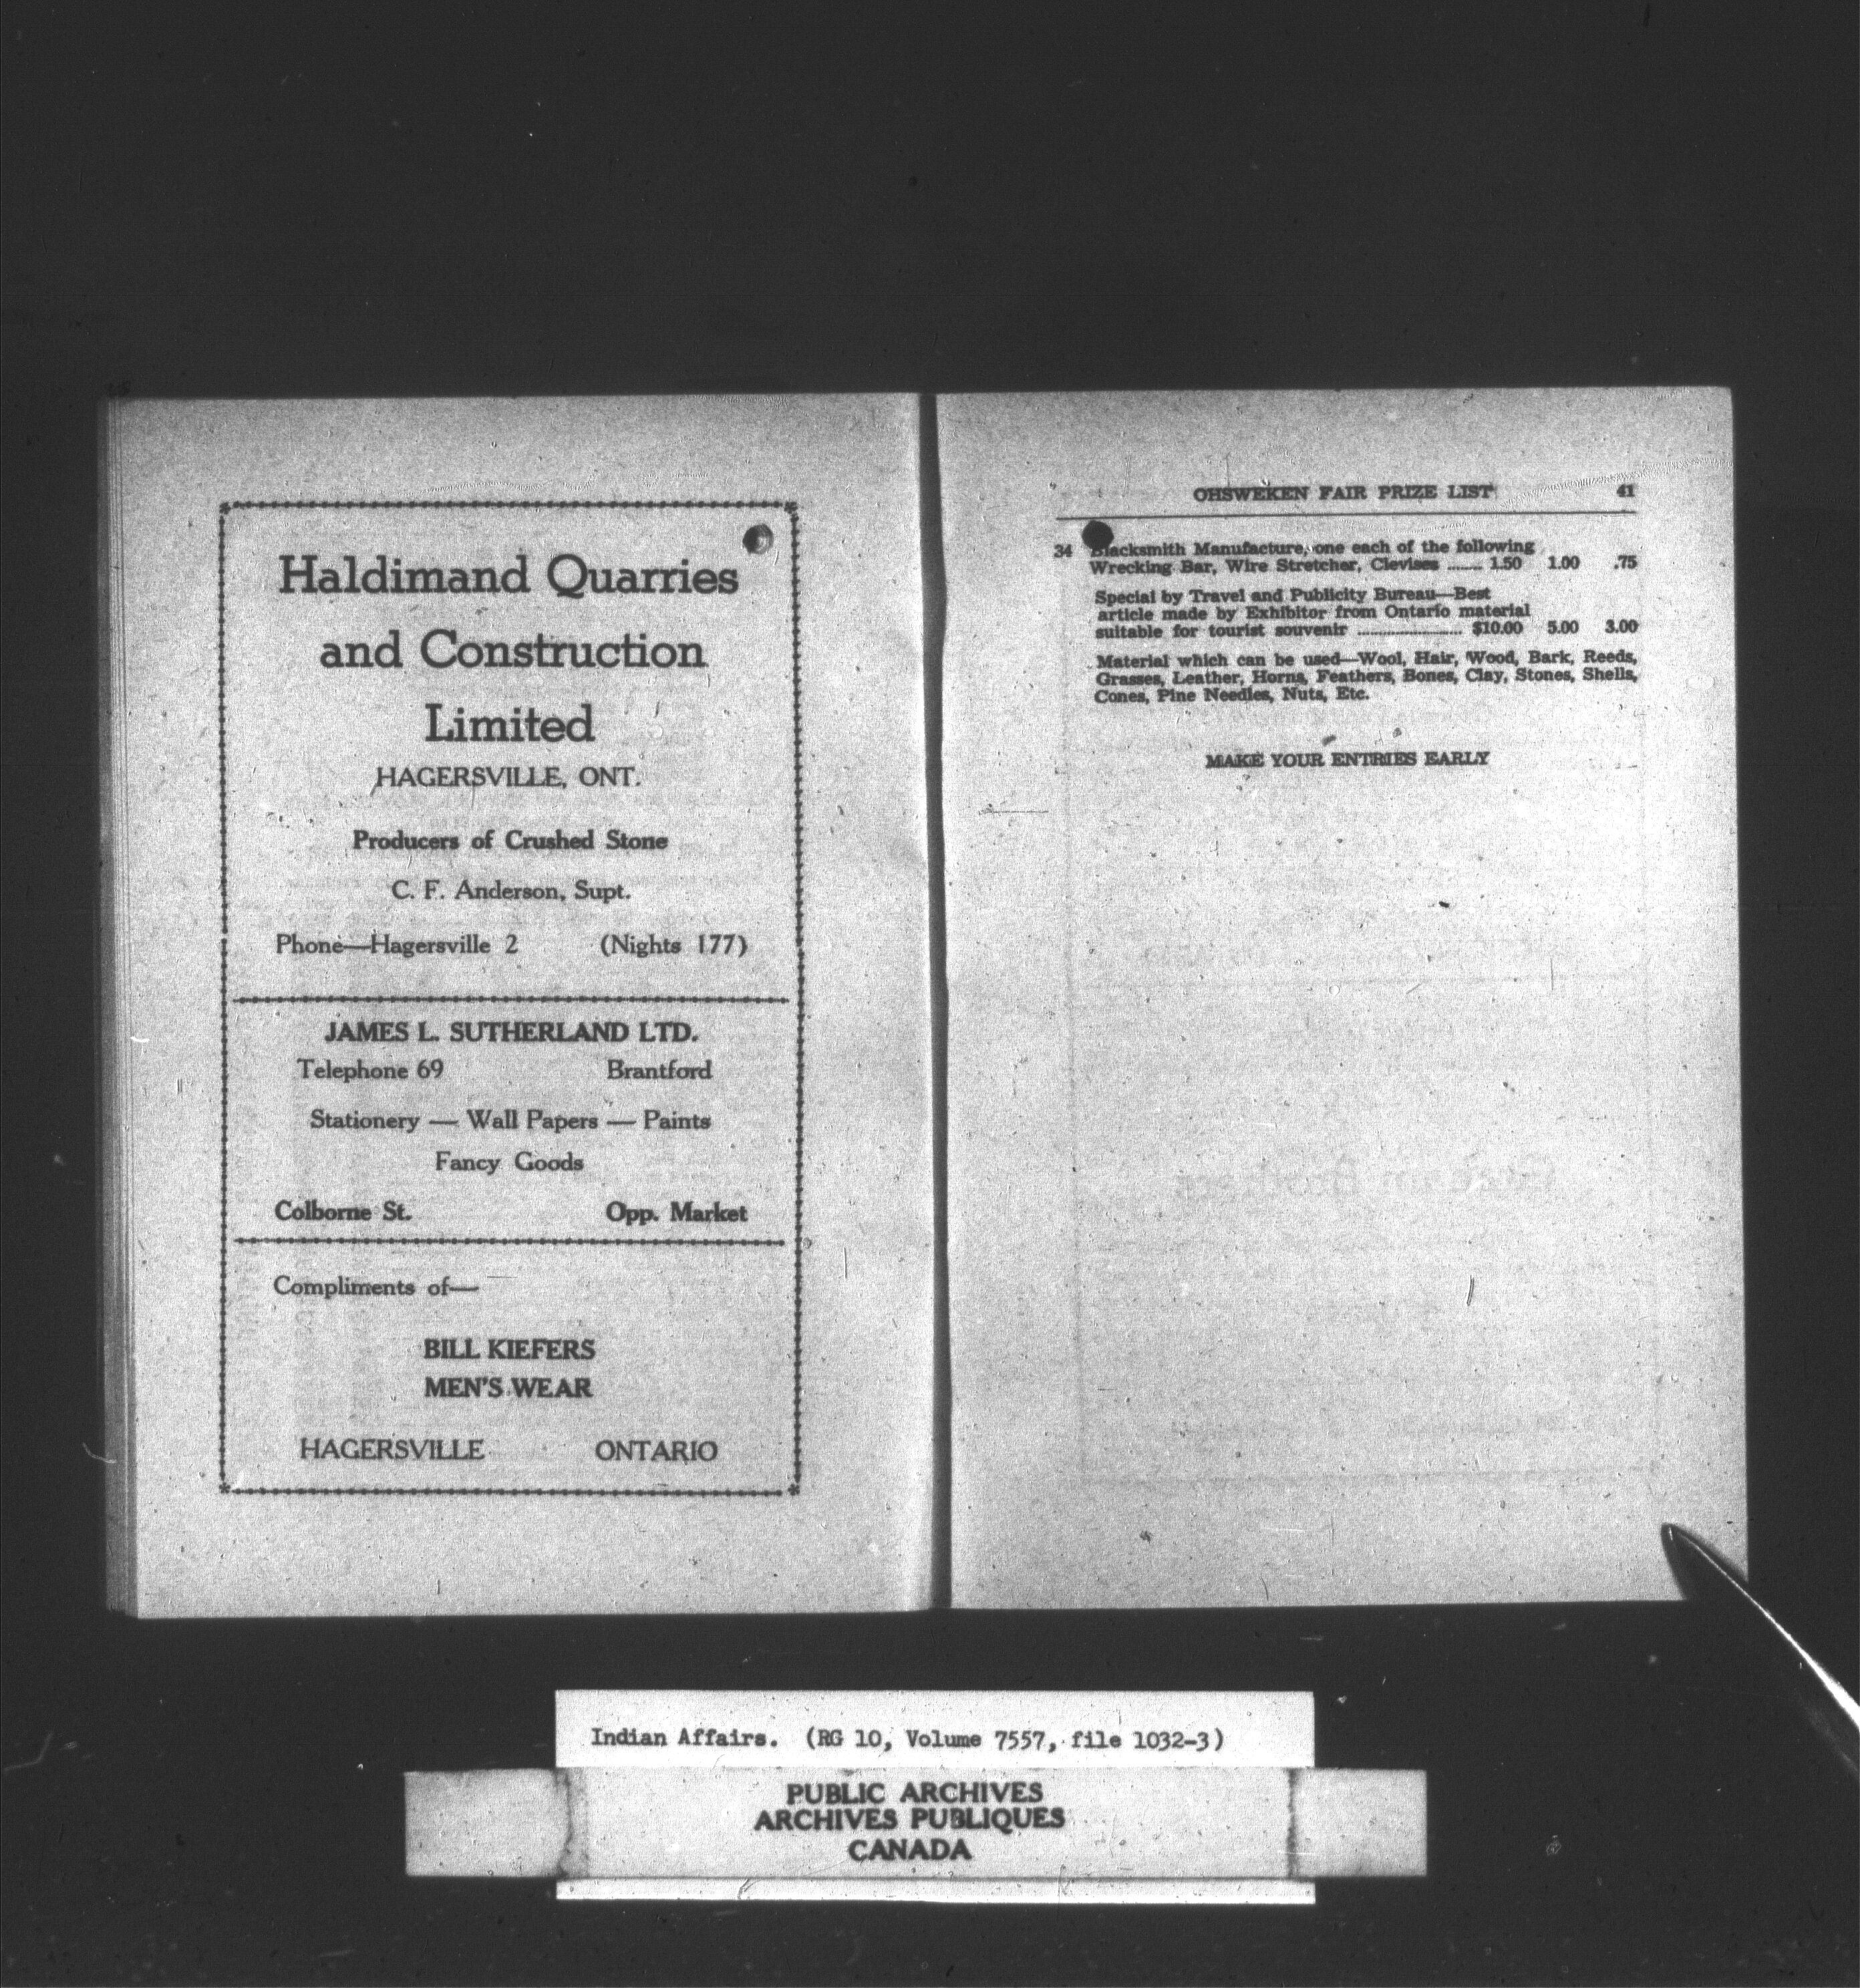 Haldimand Quarries
and Construction
Limited
HAGERSVILLE, ONT.
Producers of Crushed Stone
C. F. Anderson, Supt.
Phone—Hagersville 2 (Nights 177)
JAMES L. SUTHERLAND LTD.
Telephone 69 Brantford
Stationery — Wall Papers — Paints
Fancy Goods
Colborne St. Opp. Market
Compliments of—
BILL KIEFERS
MEN'S WEAR
HAGERSVILLE ONTARIO
OHSWEKEN FAIR PRIZE LIST 41
34 Blacksmith Manufacture, one each of the following
Wrecking Bar, Wire Stretcher, Clevises ....... 1.50 1.00 .75
Special by Travel and Publicity Bureau—Best
article made by Exhibitor from Ontario material
suitable for tourist souvenir ...................... $10.00 5.00 3.00
Material which can be used—Wool, Hair, Wood, Bark, Reeds,
Grasses, Leather, Horns, Feathers, Bones, Clay, Stones, Shells,
Cones, Pine Needles, Nuts, Etc.
MAKE YOUR ENTRIES EARLY
Indian Affairs. (RG 10, Volume 7557, file 1032-3)
PUBLIC ARCHIVES
ARCHIVES PUBLIQUES
CANADA